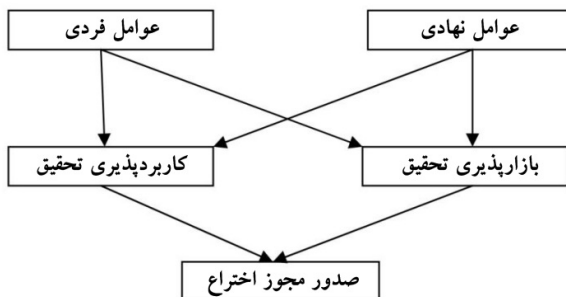 عوامل نهادی
عوامل فردی
بازارپذیری تحقیق
کاربردپذیری تحقیق
صدور مجوز اختراع